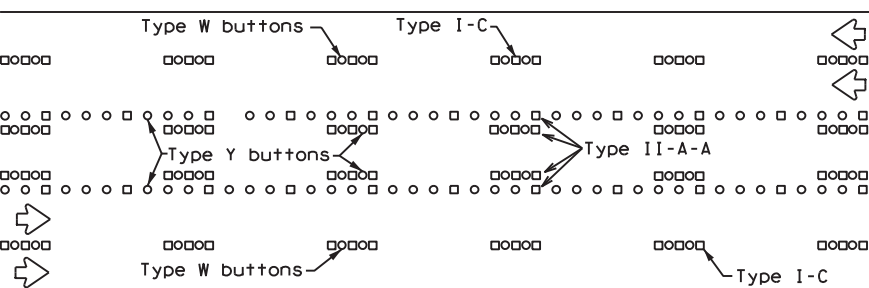 Type W buttons
Type I-C
Type Y buttons
Type II-A-A
Type W buttons
Type I-C